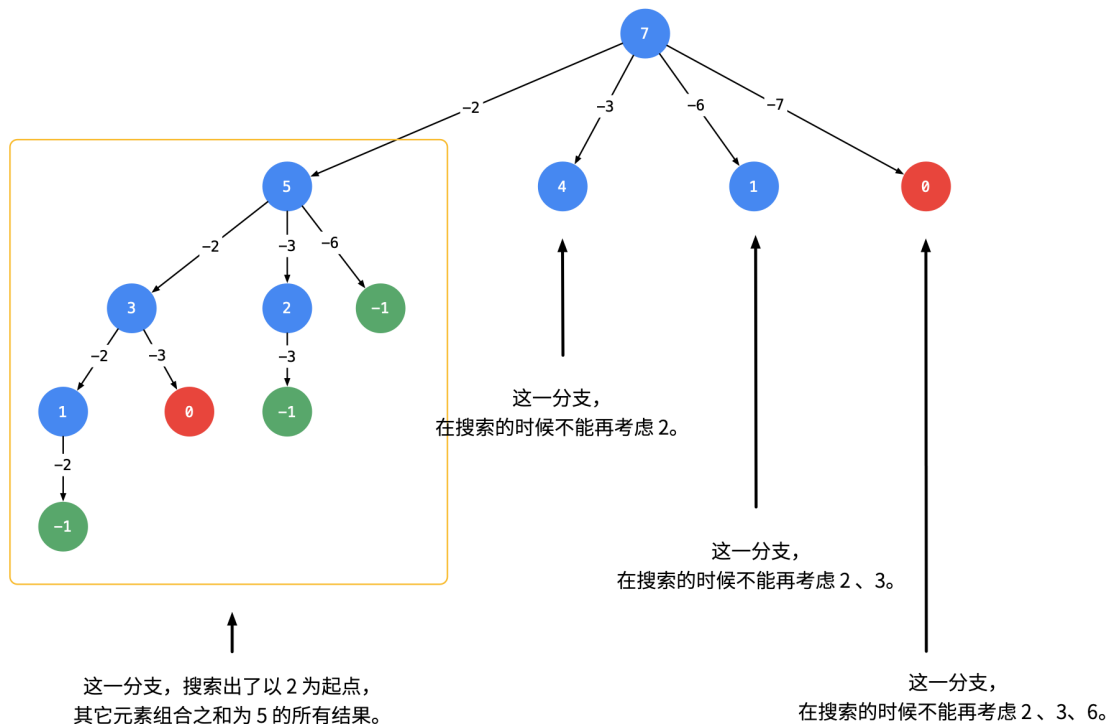 7
-2
-3
-6
-7
5
4
1
0
-2
-3
-6
3
2
-1
-2
-3
-3
1
0
-1
-2
-1
这一分支，
在搜索的时候不能再考虑 2。
这一分支，
在搜索的时候不能再考虑 2 、3。
这一分支，搜索出了以 2 为起点，
其它元素组合之和为 5 的所有结果。
这一分支，
在搜索的时候不能再考虑 2 、3、6。